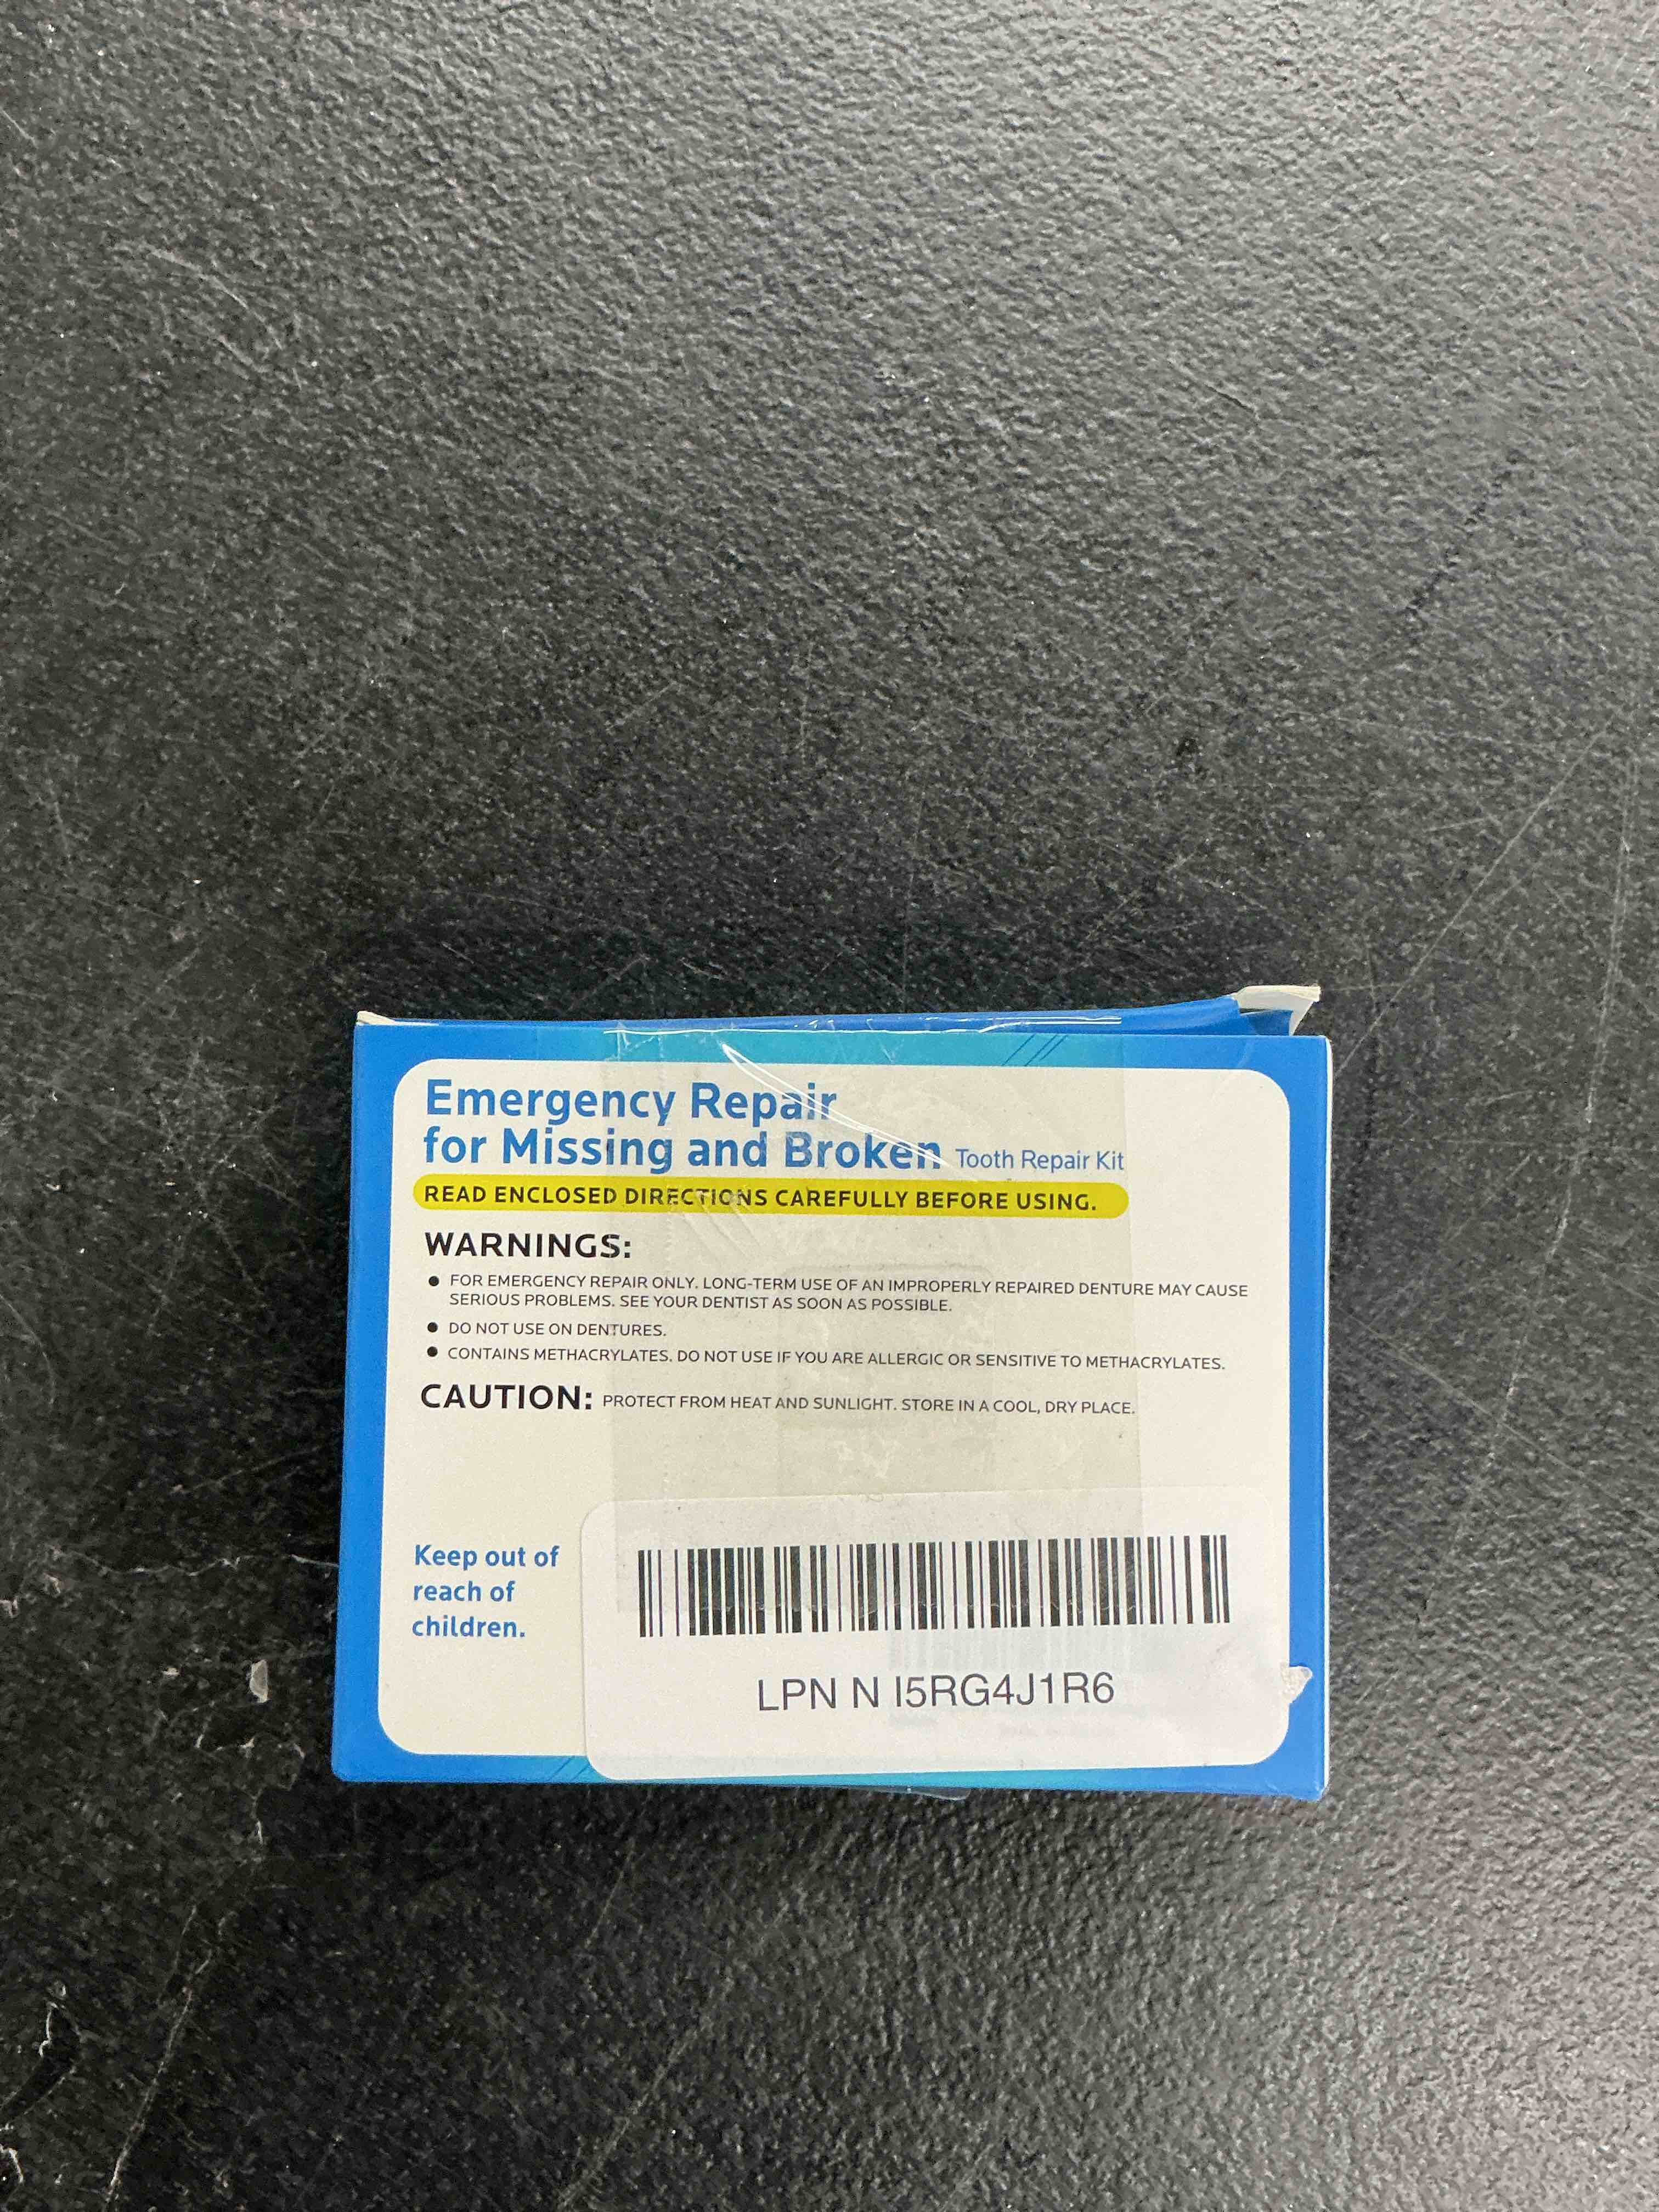 Emergency Repair
for Missing and Broken Tooth Repair Kit
READ ENCLOSED DIRECTIONS CAREFULLY BEFORE USING.
WARNINGS:
● FOR EMERGENCY REPAIR ONLY. LONG-TERM USE OF AN IMPROPERLY REPAIRED DENTURE MAY CAUSE
SERIOUS PROBLEMS. SEE YOUR DENTIST AS SOON AS POSSIBLE.
● DO NOT USE ON DENTURES.
● CONTAINS METHACRYLATES. DO NOT USE IF YOU ARE ALLERGIC OR SENSITIVE TO METHACRYLATES.
CAUTION: PROTECT FROM HEAT AND SUNLIGHT. STORE IN A COOL, DRY PLACE.
Keep out of
reach of
children.
LPN N I5RG4J1R6